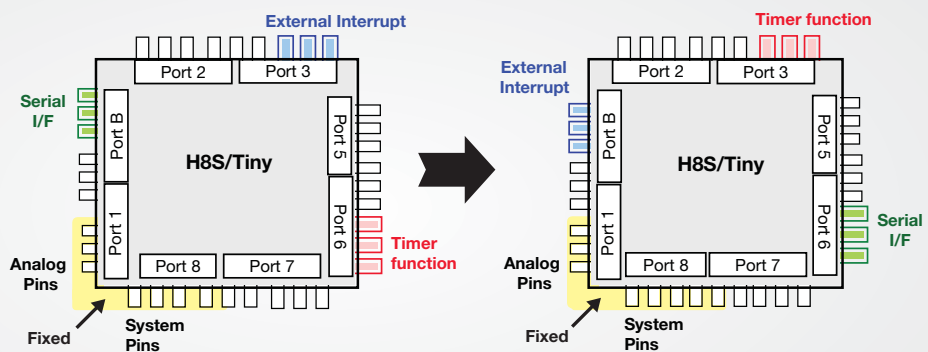 External Interrupt
Port 2
Port 3
Serial
I/F
Port B
Port 5
H8S/Tiny
Port 1
Port 6
Timer
function
Analog
Pins
Port 8
Port 7
Fixed
System
Pins
Timer function
External
Interrupt
Port 2
Port 3
Port B
Port 5
H8S/Tiny
Port 1
Port 6
Serial
I/F
Analog
Pins
Port 8
Port 7
Fixed
System
Pins